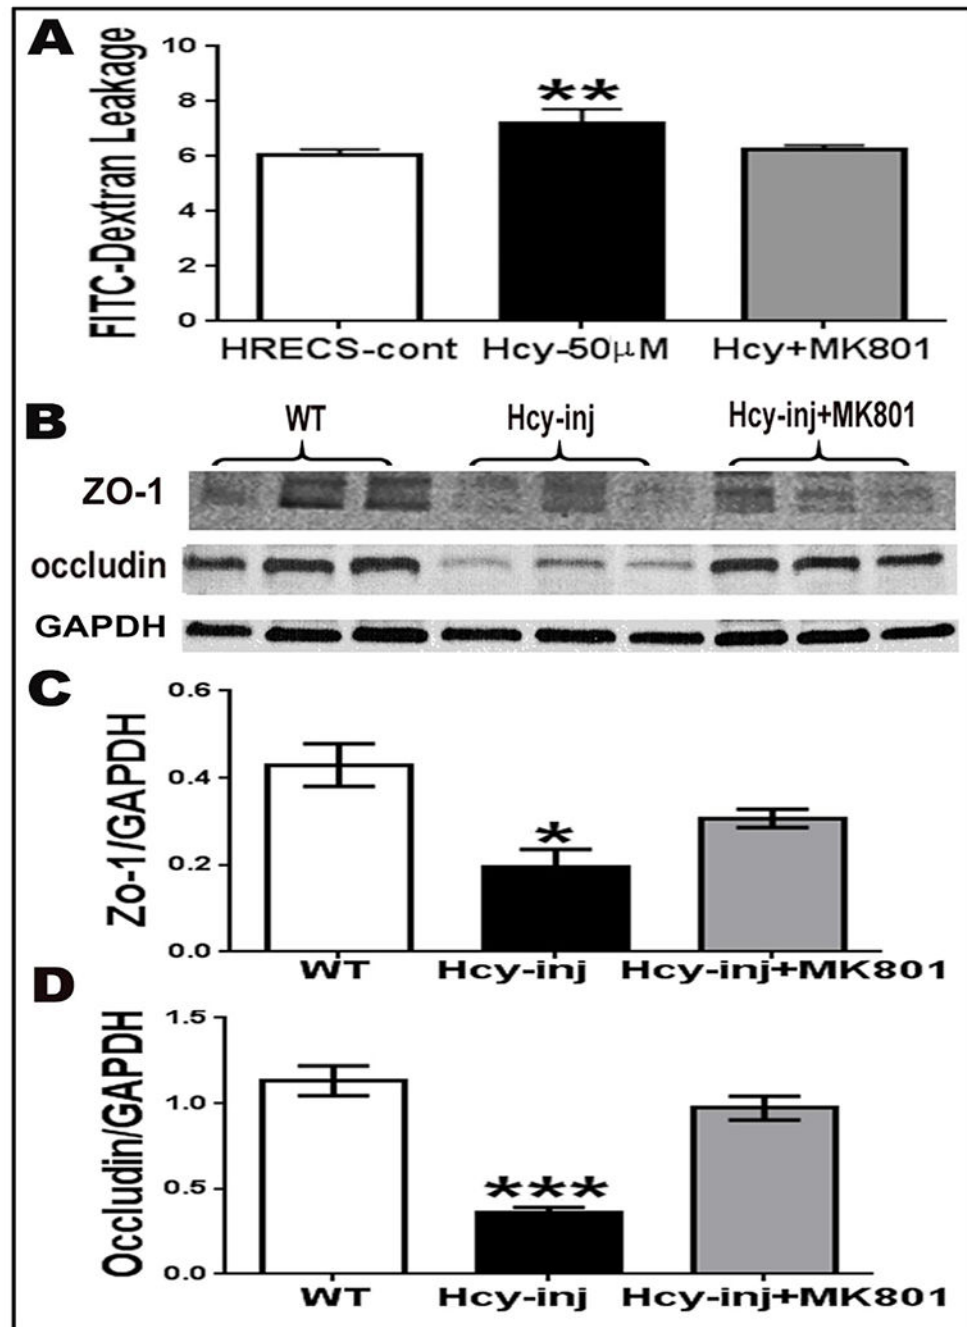 A
FITC-Dextran Leakage
10
8
6
4
2
0
**
HRECS-cont Hcy-50μM Hcy+MK801
B
WT Hcy-inj Hcy-inj+MK801
ZO-1
occludin
GAPDH
C
Zo-1/GAPDH
0.6
0.4
0.2
0.0
*
WT Hcy-inj Hcy-inj+MK801
D
Occludin/GAPDH
1.5
1.0
0.5
0.0
***
WT Hcy-inj Hcy-inj+MK801